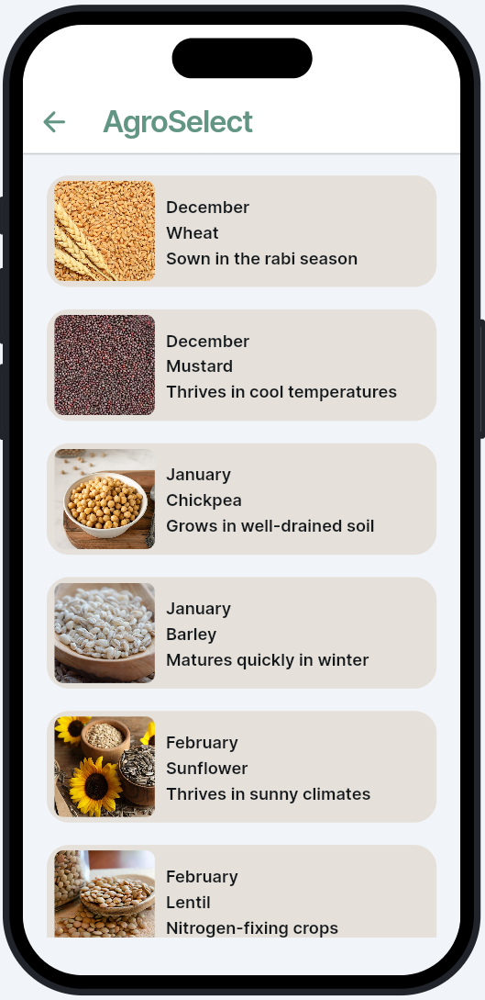 AgroSelect
December
Wheat
Sown in the rabi season
December
Mustard
Thrives in cool temperatures
January
Chickpea
Grows in well-drained soil
January
Barley
Matures quickly in winter
February
Sunflower
Thrives in sunny climates
February
Lentil
Nitrogen-fixing crops